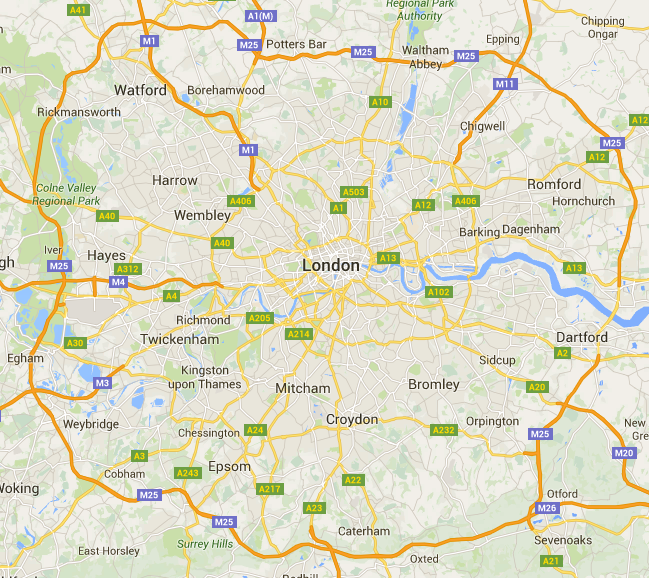 A41
A1(M)
Regional Park
Authority
Chipping
Ongar
M1
M25
Potters Bar
M25
Waltham
Abbey
M25
Epping
Watford
Borehamwood
M11
A10
Rickmansworth
A12
Chigwell
M25
M1
A12
Harrow
Romford
Colne Valley
Regional Park
A406
A503
A1
A12
A406
Hornchurch
A40
Wembley
Barking
Dagenham
Iver
A40
Hayes
London
A13
gh
M25
A312
A13
M4
A4
A102
Richmond
A205
Twickenham
A214
Dartford
A30
A2
Egham
Sidcup
Kingston
upon Thames
M3
Mitcham
Bromley
A20
Weybridge
Chessington
A24
Croydon
A232
Orpington
New
Gre
M25
A3
M20
Cobham
A243
Epsom
A22
Woking
M25
A217
Otford
A23
M26
M25
Caterham
Sevenoaks
East Horsley
Surrey Hills
Oxted
A21
Redhill